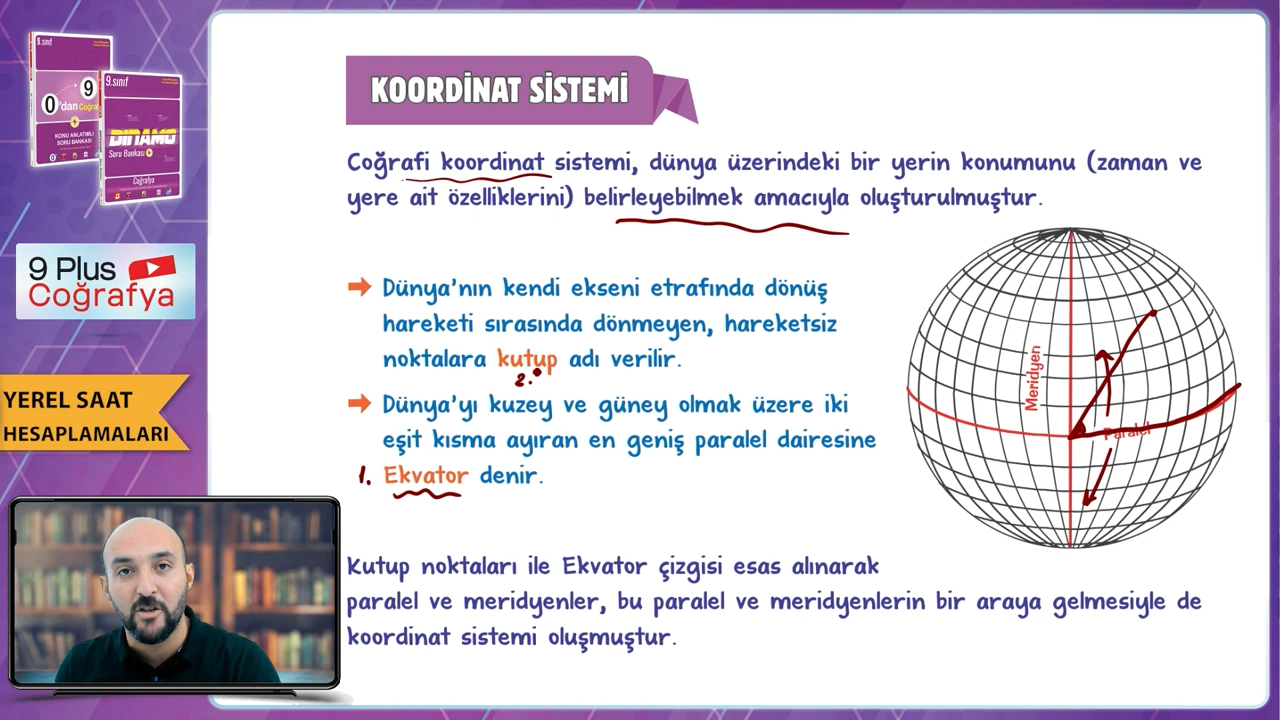 9.sınıf
0'dan 9
Coğrafya
KONU ANLATIMLI
SORU BANKASI
9.sınıf
DİNAMO
Soru Bankası
Coğrafya
9 Plus
Coğrafya
YEREL SAAT
HESAPLAMALARI
KOORDİNAT SİSTEMİ
Coğrafi koordinat sistemi, dünya üzerindeki bir yerin konumunu (zaman ve
yere ait özelliklerini) belirleyebilmek amacıyla oluşturulmuştur.
Dünya'nın kendi ekseni etrafında dönüş
hareketi sırasında dönmeyen, hareketsiz
noktalara kutup adı verilir.
2.
Dünya'yı kuzey ve güney olmak üzere iki
eşit kısma ayıran en geniş paralel dairesine
1. Ekvator denir.
Meridyen
Paralel
Kutup noktaları ile Ekvator çizgisi esas alınarak
paralel ve meridyenler, bu paralel ve meridyenlerin bir araya gelmesiyle de
koordinat sistemi oluşmuştur.